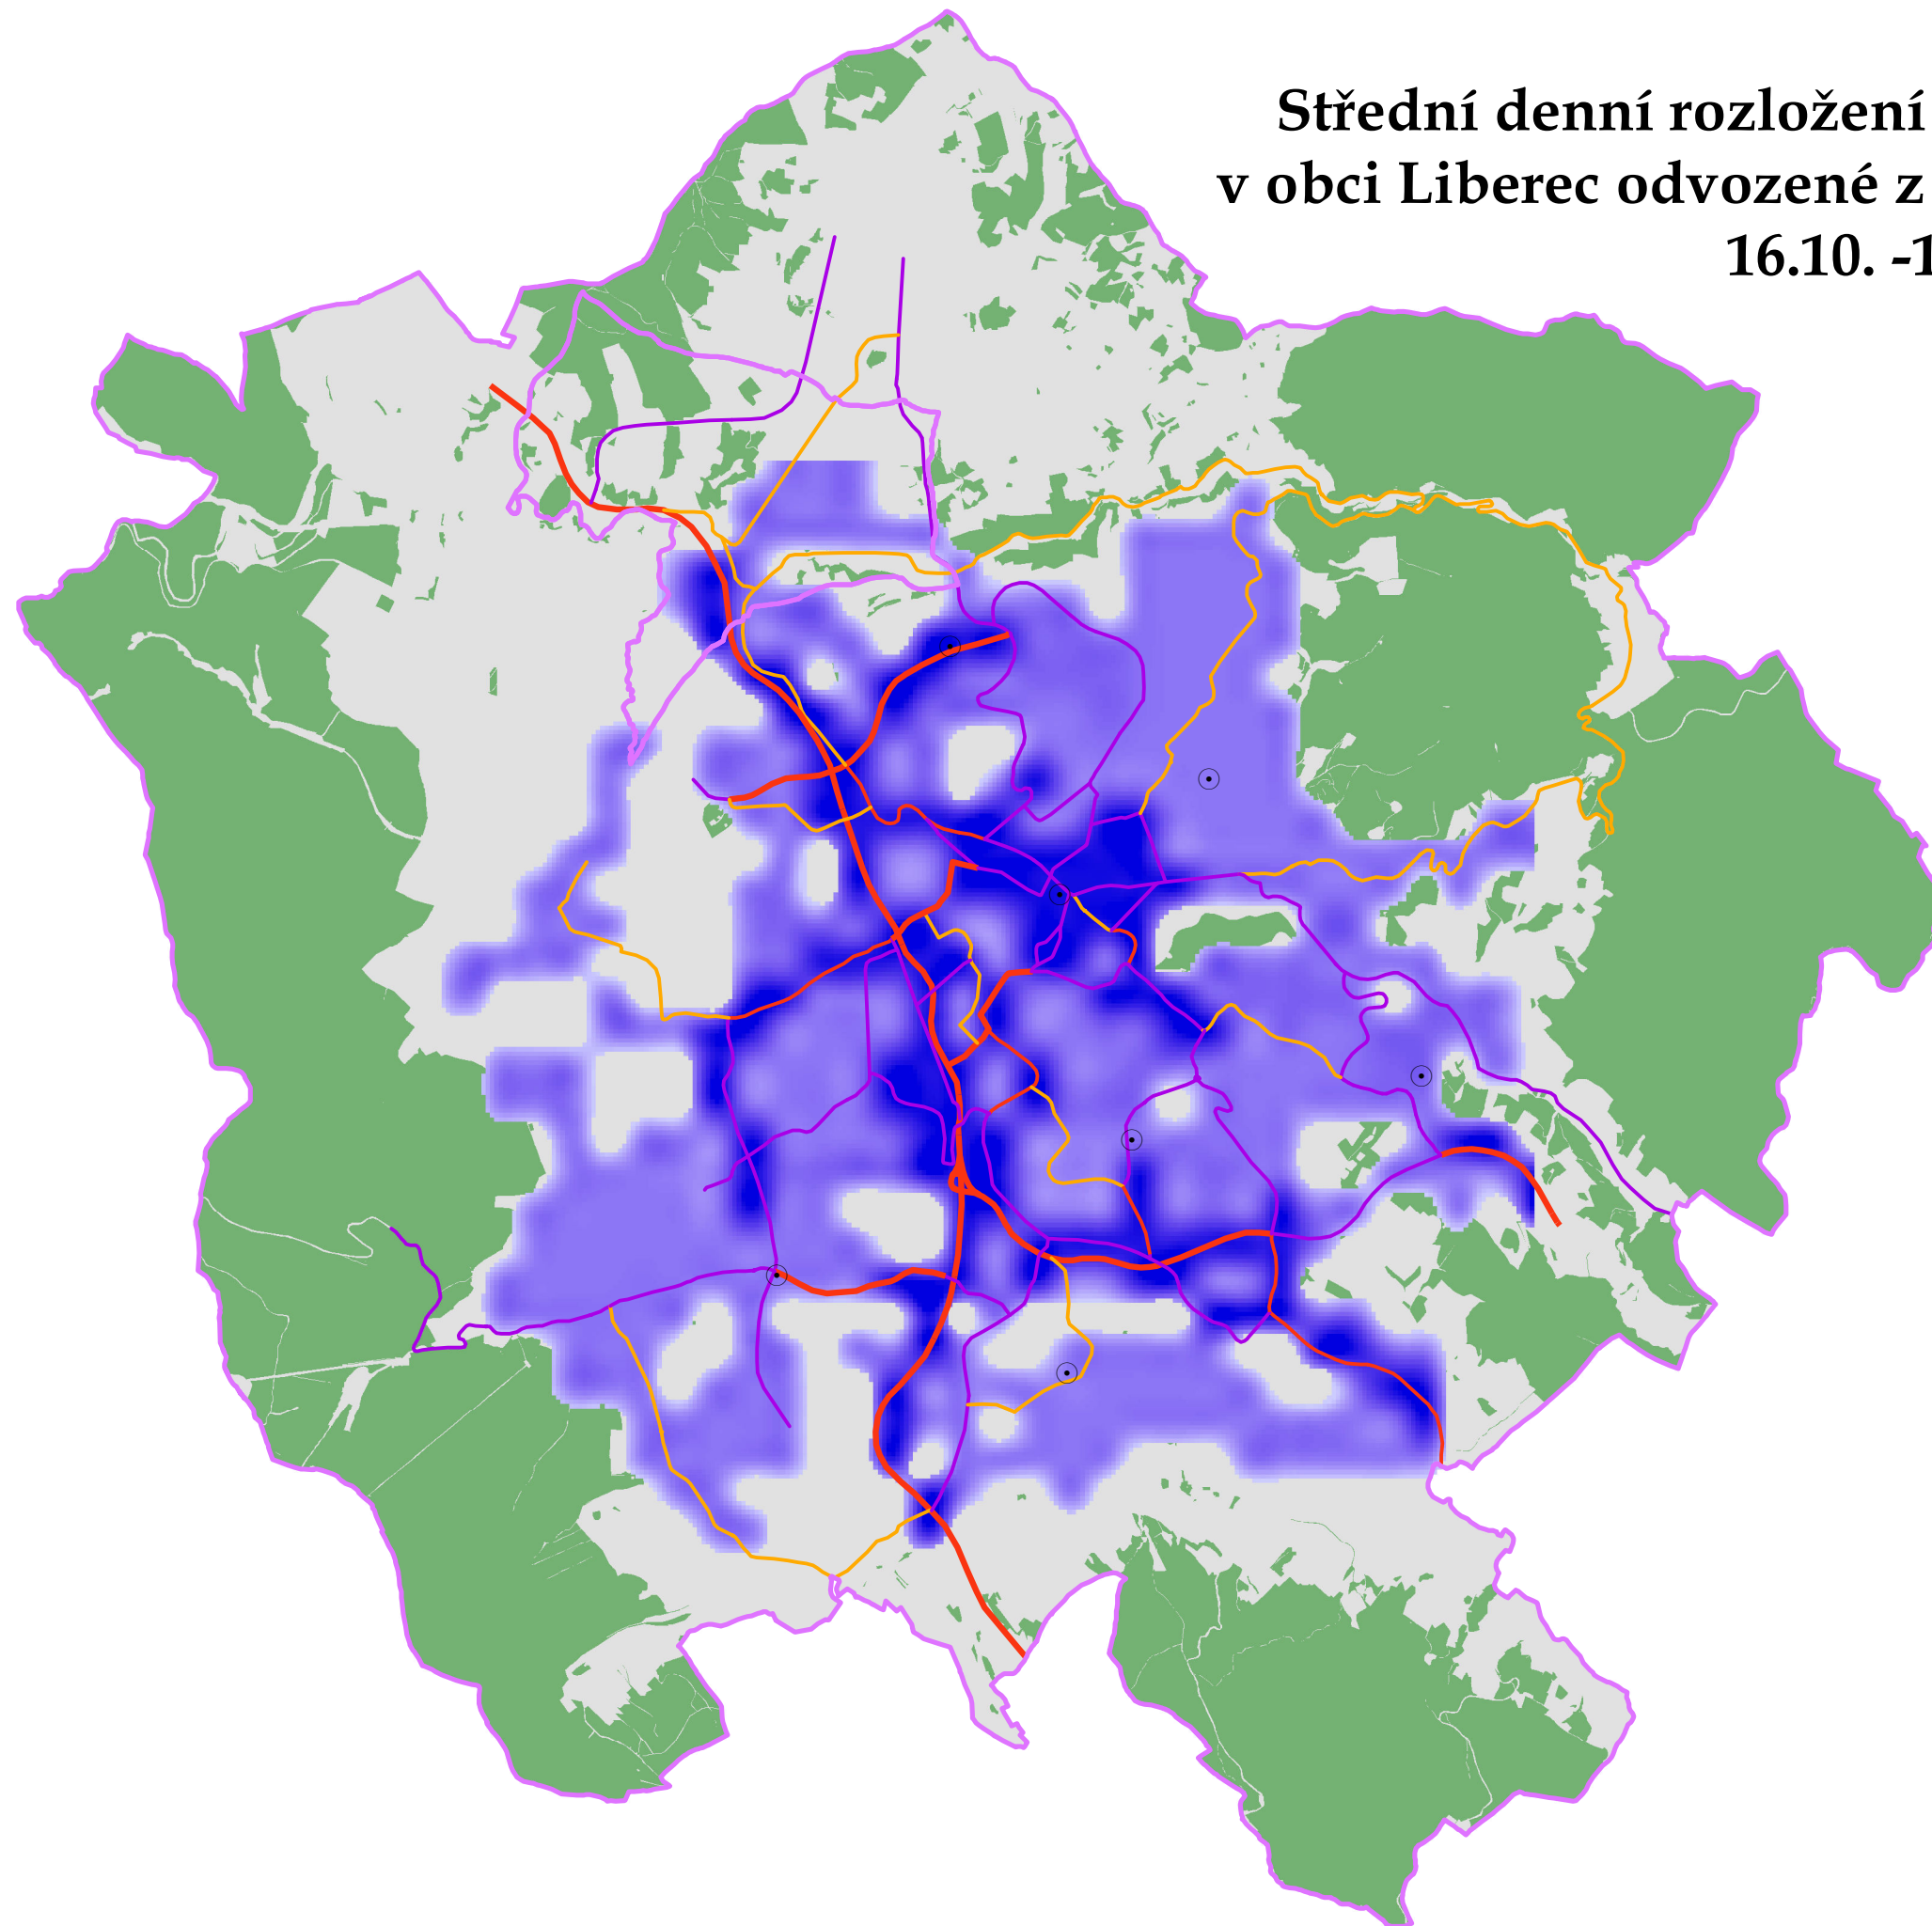 Střední denní rozložení
v obci Liberec odvozené z
16.10. -1